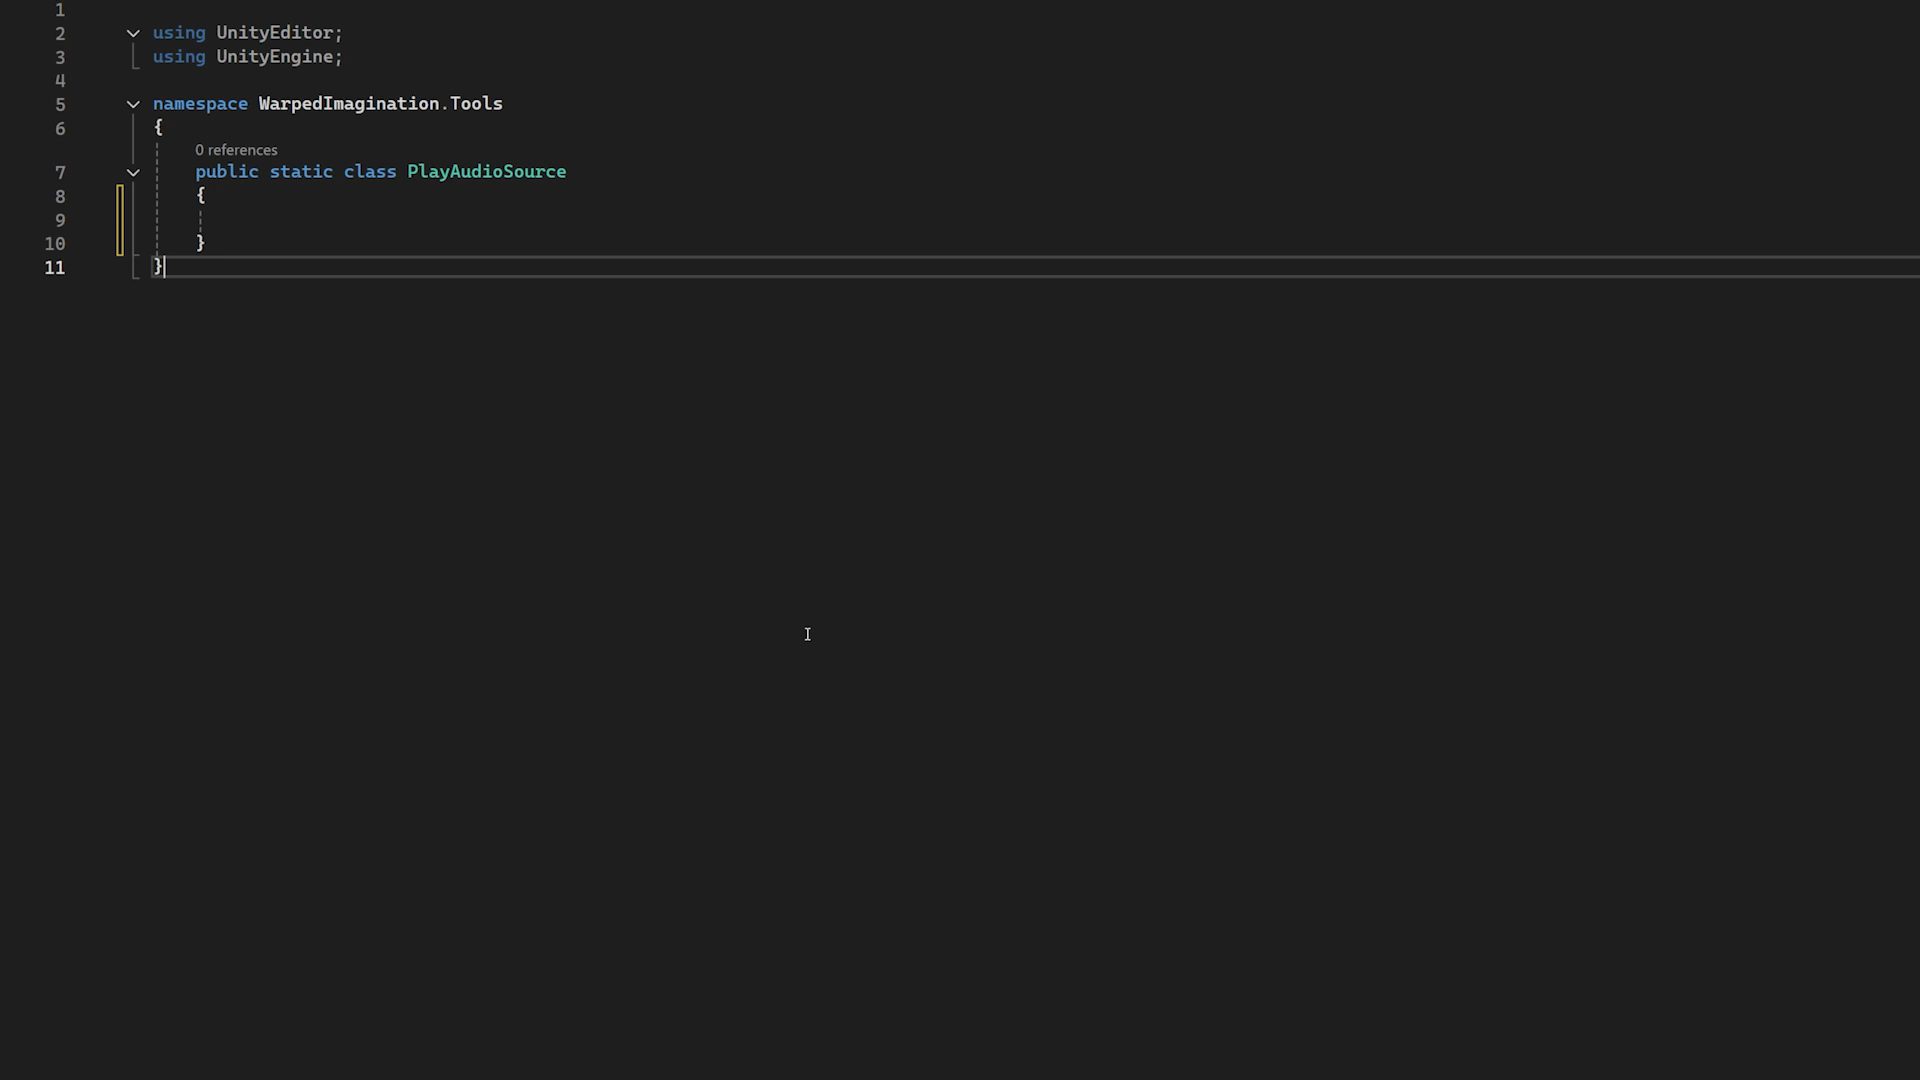 1
2 using UnityEditor;
3 using UnityEngine;
4
5 namespace WarpedImagination.Tools
6 {
0 references
7 public static class PlayAudioSource
8 {
9
10 }
11 }